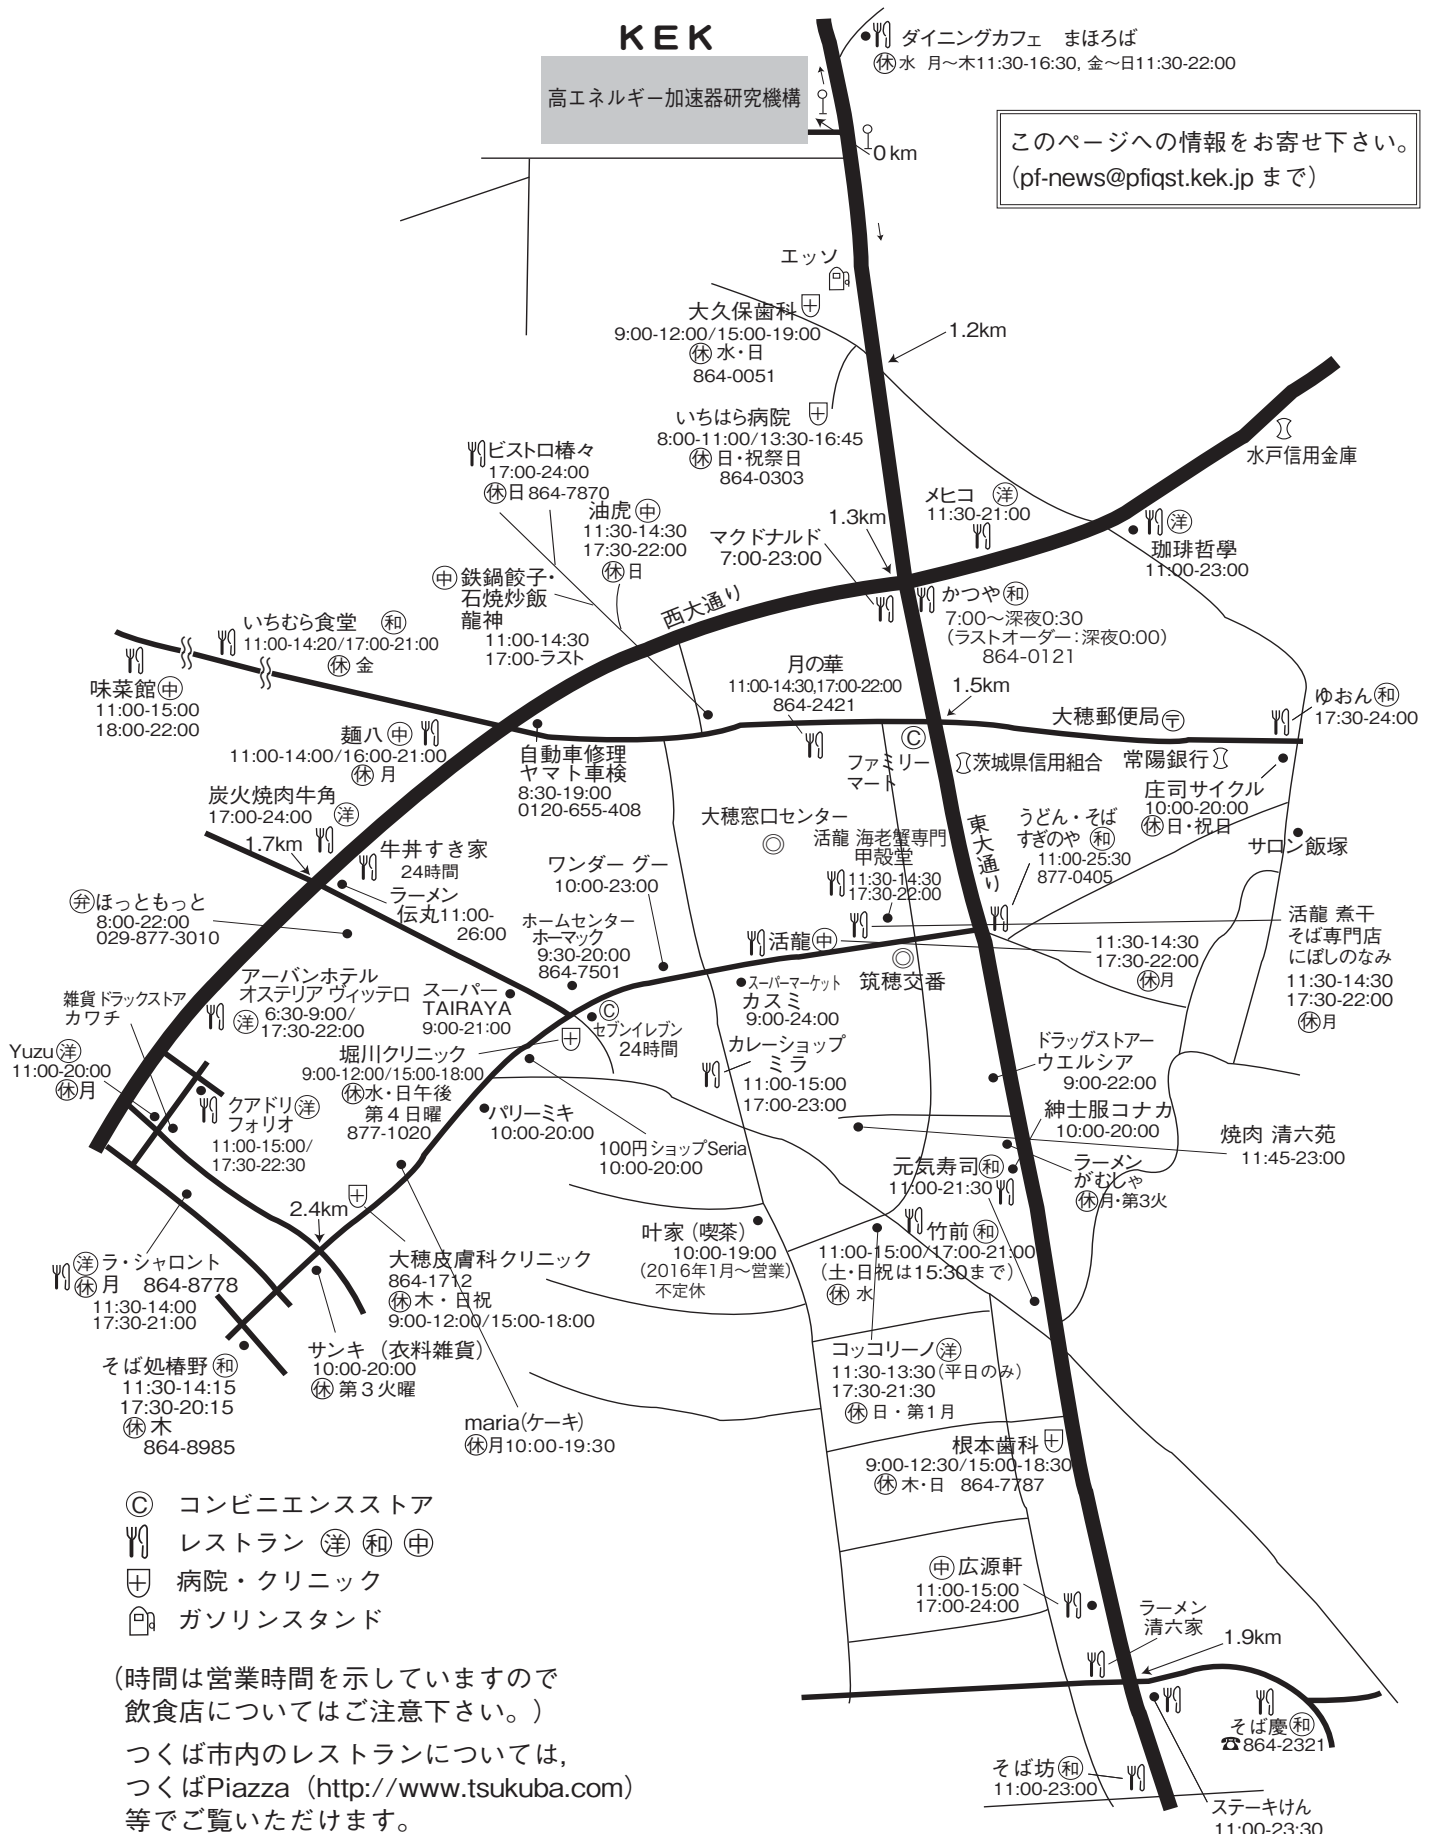 KEK
高エネルギー加速器研究機構
ダイニングカフェ まほろば
休 水 月〜木11:30-16:30, 金〜日11:30-22:00
このページへの情報をお寄せ下さい。
(pf-news@pfiqst.kek.jp まで)
0 km
エッソ
大久保歯科
9:00-12:00/15:00-19:00
休 水・日
864-0051
1.2km
いちはら病院
8:00-11:00/13:30-16:45
休 日・祝祭日
864-0303
水戸信用金庫
ビストロ椿々
17:00-24:00
休 日 864-7870
油虎 中
11:30-14:30
17:30-22:00
休 日
マクドナルド
7:00-23:00
1.3km
メヒコ 洋
11:30-21:00
洋
珈琲哲學
11:00-23:00
中 鉄鍋餃子・
石焼炒飯
龍神
11:00-14:30
17:00-ラスト
西大通り
かつや 和
7:00〜深夜0:30
(ラストオーダー:深夜0:00)
864-0121
いちむら食堂 和
11:00-14:20/17:00-21:00
休 金
味菜館 中
11:00-15:00
18:00-22:00
月の華
11:00-14:30,17:00-22:00
864-2421
1.5km
大穂郵便局 〒
ゆおん 和
17:30-24:00
麺八 中
11:00-14:00/16:00-21:00
休 月
自動車修理
ヤマト車検
8:30-19:00
0120-655-408
C
ファミリー
マート
茨城県信用組合
常陽銀行
庄司サイクル
10:00-20:00
休 日・祝日
サロン飯塚
炭火焼肉牛角
17:00-24:00 洋
1.7km
牛丼すき家
24時間
ラーメン
伝丸11:00-
26:00
大穂窓口センター
活龍 海老蟹専門
甲殻堂
11:30-14:30
17:30-22:00
東大通り
うどん・そば
すぎのや 和
11:00-25:30
877-0405
ワンダー グー
10:00-23:00
弁 ほっともっと
8:00-22:00
029-877-3010
ホームセンター
ホーマック
9:30-20:00
864-7501
活龍 中
11:30-14:30
17:30-22:00
休 月
活龍 煮干
そば専門店
にぼしのなみ
11:30-14:30
17:30-22:00
休 月
筑穂交番
アーバンホテル
オステリア ヴィッテロ
洋 6:30-9:00/
17:30-22:00
雑貨 ドラックストア
カワチ
スーパー
TAIRAYA
9:00-21:00
C
セブンイレブン
24時間
スーパーマーケット
カスミ
9:00-24:00
カレーショップ
ミラ
11:00-15:00
17:00-23:00
ドラッグストアー
ウエルシア
9:00-22:00
Yuzu 洋
11:00-20:00
休 月
堀川クリニック
9:00-12:00/15:00-18:00
休 水・日午後
第4日曜
877-1020
クアドリ 洋
フォリオ
11:00-15:00/
17:30-22:30
パリーミキ
10:00-20:00
100円ショップSeria
10:00-20:00
紳士服コナカ
10:00-20:00
焼肉 清六苑
11:45-23:00
ラーメン
がむしゃ
休 月・第3火
元気寿司 和
11:00-21:30
2.4km
叶家(喫茶)
10:00-19:00
(2016年1月〜営業)
不定休
竹前 和
11:00-15:00/17:00-21:00
(土・日祝は15:30まで)
休 水
洋 ラ・シャロント
休 月 864-8778
11:30-14:00
17:30-21:00
大穂皮膚科クリニック
864-1712
休 木・日祝
9:00-12:00/15:00-18:00
サンキ (衣料雑貨)
10:00-20:00
休 第3火曜
そば処椿野 和
11:30-14:15
17:30-20:15
休 木
864-8985
コッコリーノ 洋
11:30-13:30(平日のみ)
17:30-21:30
休 日・第1月
maria(ケーキ)
休 月10:00-19:30
根本歯科
9:00-12:30/15:00-18:30
休 木・日 864-7787
C コンビニエンスストア
レストラン 洋 和 中
病院・クリニック
ガソリンスタンド
中 広源軒
11:00-15:00
17:00-24:00
ラーメン
清六家
1.9km
そば慶 和
☎864-2321
(時間は営業時間を示していますので
飲食店についてはご注意下さい。)
つくば市内のレストランについては,
つくばPiazza (http://www.tsukuba.com)
等でご覧いただけます。
そば坊 和
11:00-23:00
ステーキけん
11:00-23:30